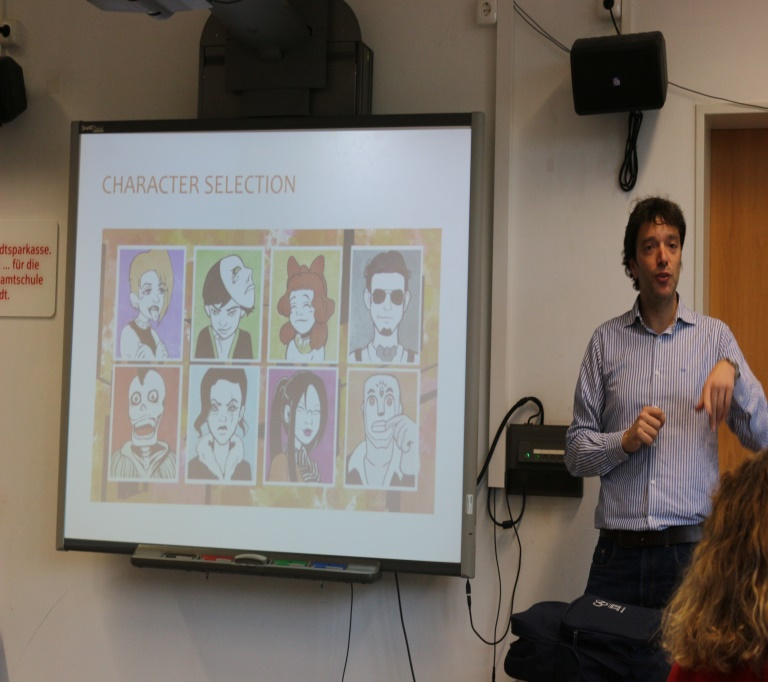 CHARACTER SELECTION
dtsparkasse.
... für die
amtschule
dt.